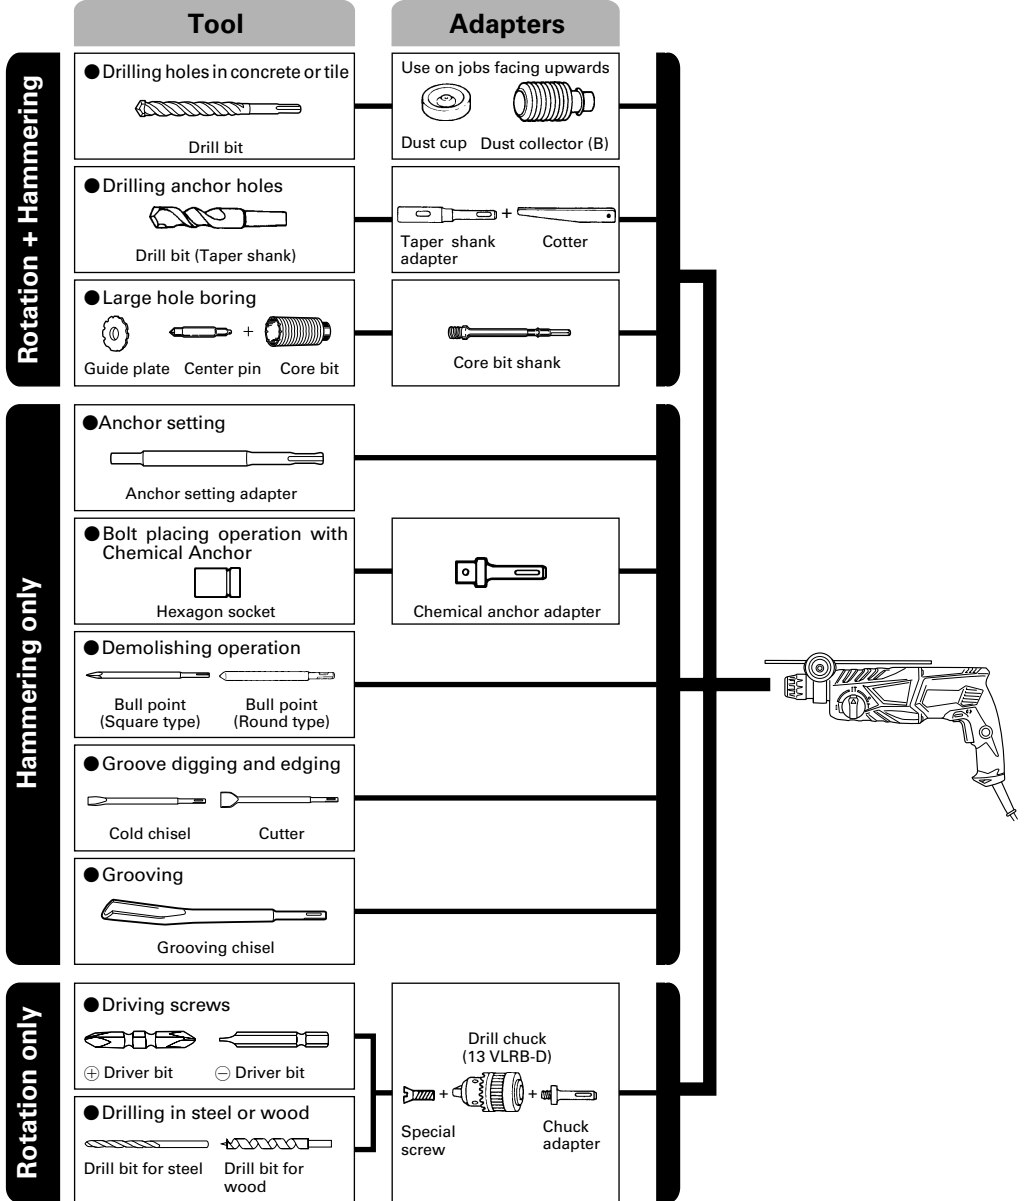 Tool
Adapters
Rotation + Hammering
● Drilling holes in concrete or tile
Drill bit
Use on jobs facing upwards
Dust cup
Dust collector (B)
● Drilling anchor holes
Drill bit (Taper shank)
+
Taper shank
adapter
Cotter
● Large hole boring
+
Guide plate
Center pin
Core bit
Core bit shank
Hammering only
● Anchor setting
Anchor setting adapter
● Bolt placing operation with
Chemical Anchor
Hexagon socket
Chemical anchor adapter
● Demolishing operation
Bull point
(Square type)
Bull point
(Round type)
● Groove digging and edging
Cold chisel
Cutter
● Grooving
Grooving chisel
Rotation only
● Driving screws
⊕ Driver bit
⊖ Driver bit
● Drilling in steel or wood
Drill bit for steel
Drill bit for
wood
Drill chuck
(13 VLRB-D)
+
+
Special
screw
Chuck
adapter